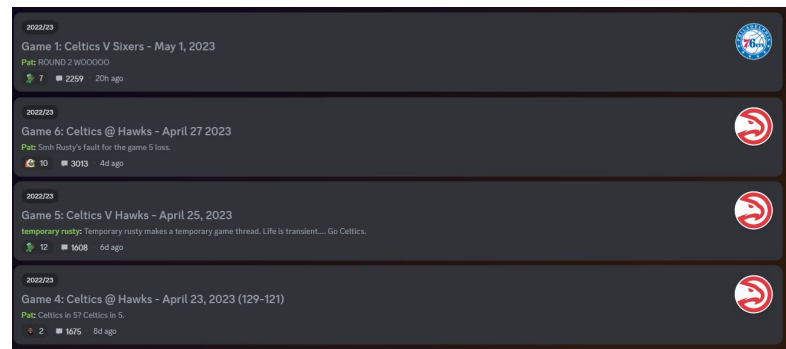 2022/23
Game 1: Celtics V Sixers - May 1, 2023
Pat: ROUND 2 WOOOOO
7 2259 20h ago
PHILADELPHIA
76ers
2022/23
Game 6: Celtics @ Hawks - April 27 2023
Pat: Smh Rusty's fault for the game 5 loss.
10 3013 4d ago
2022/23
Game 5: Celtics V Hawks - April 25, 2023
temporary rusty: Temporary rusty makes a temporary game thread. Life is transient.... Go Celtics.
12 1608 6d ago
2022/23
Game 4: Celtics @ Hawks - April 23, 2023 (129-121)
Pat: Celtics in 5? Celtics in 5.
2 1675 8d ago